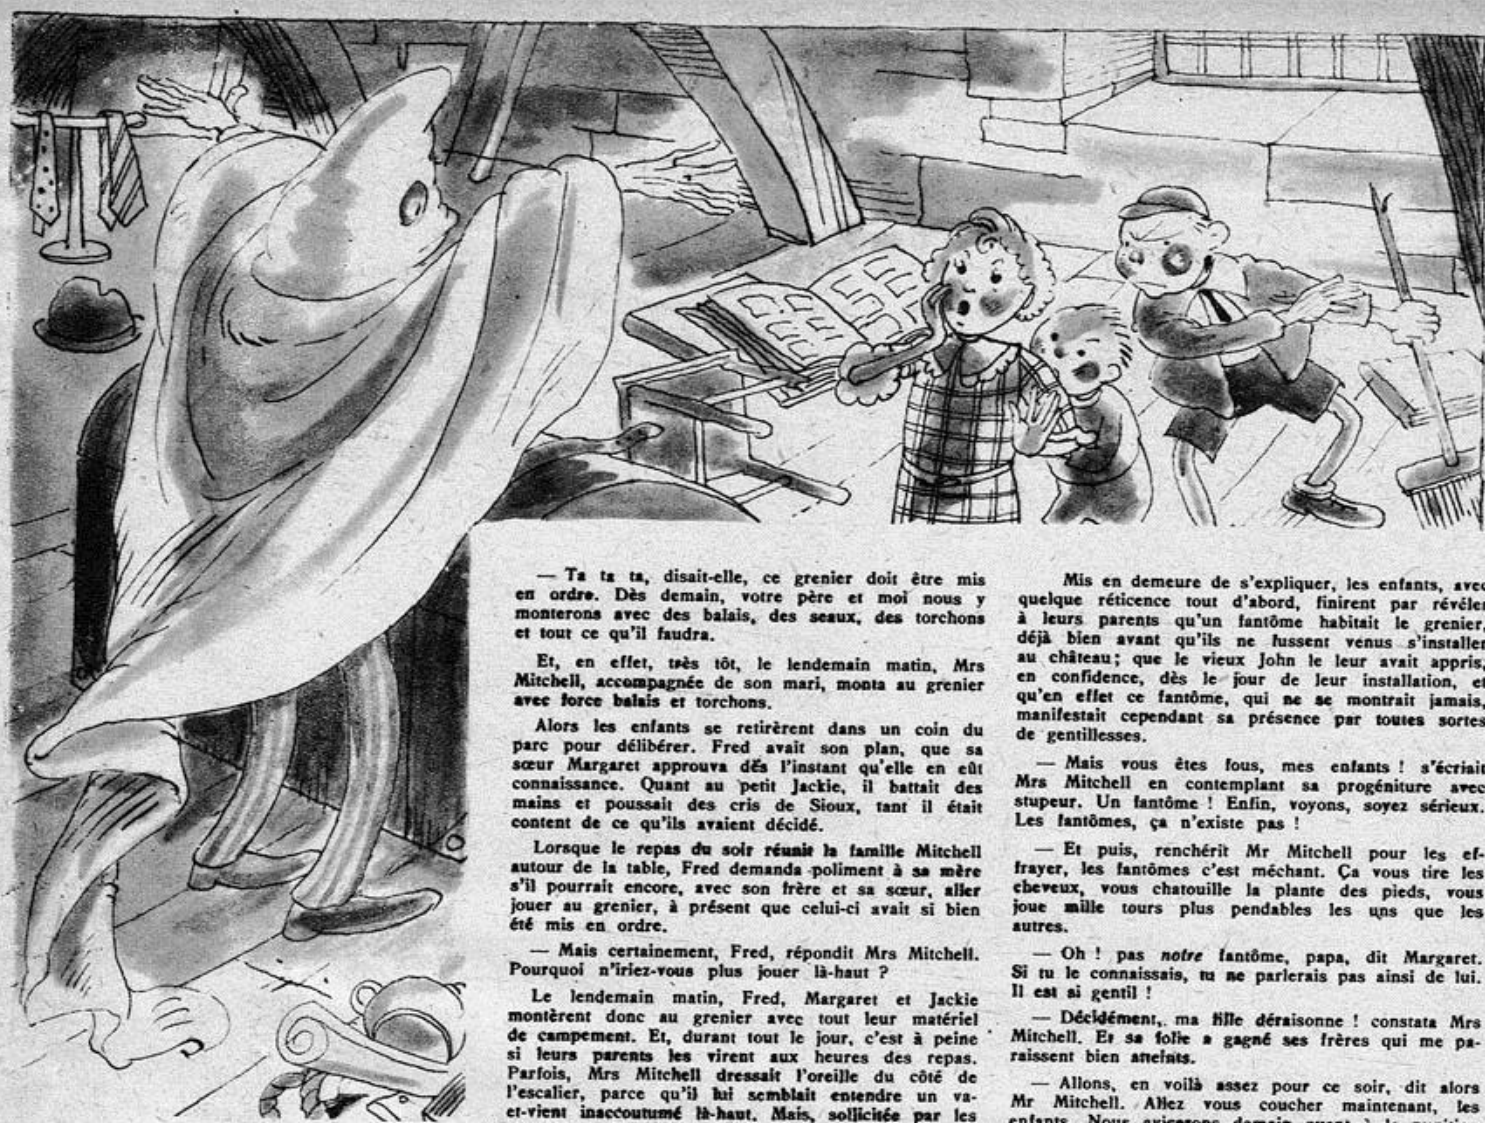 — Ta ta ta, disait-elle, ce grenier doit être mis
en ordre. Dès demain, votre père et moi nous y
monterons avec des balais, des seaux, des torchons
et tout ce qu'il faudra.
Et, en effet, très tôt, le lendemain matin, Mrs
Mitchell, accompagnée de son mari, monta au grenier
avec force balais et torchons.
Alors les enfants se retirèrent dans un coin du
parc pour délibérer. Fred avait son plan, que sa
sœur Margaret approuva dès l'instant qu'elle en eût
connaissance. Quant au petit Jackie, il battait des
mains et poussait des cris de Sioux, tant il était
content de ce qu'ils avaient décidé.
Lorsque le repas du soir réunit la famille Mitchell
autour de la table, Fred demanda poliment à sa mère
s'il pourrait encore, avec son frère et sa sœur, aller
jouer au grenier, à présent que celui-ci avait si bien
été mis en ordre.
— Mais certainement, Fred, répondit Mrs Mitchell.
Pourquoi n'iriez-vous plus jouer là-haut ?
Le lendemain matin, Fred, Margaret et Jackie
montèrent donc au grenier avec tout leur matériel
de campement. Et, durant tout le jour, c'est à peine
si leurs parents les virent aux heures des repas.
Parfois, Mrs Mitchell dressait l'oreille du côté de
l'escalier, parce qu'il lui semblait entendre un va-
et-vient inaccoutumé là-haut. Mais, sollicitée par les
Mis en demeure de s'expliquer, les enfants, avec
quelque réticence tout d'abord, finirent par révéler
à leurs parents qu'un fantôme habitait le grenier,
déjà bien avant qu'ils ne fussent venus s'installer
au château; que le vieux John le leur avait appris,
en confidence, dès le jour de leur installation, et
qu'en effet ce fantôme, qui ne se montrait jamais,
manifestait cependant sa présence par toutes sortes
de gentillesses.
— Mais vous êtes fous, mes enfants ! s'écriait
Mrs Mitchell en contemplant sa progéniture avec
stupeur. Un fantôme ! Enfin, voyons, soyez sérieux.
Les fantômes, ça n'existe pas !
— Et puis, renchérit Mr Mitchell pour les ef-
frayer, les fantômes c'est méchant. Ça vous tire les
cheveux, vous chatouille la plante des pieds, vous
joue mille tours plus pendables les uns que les
autres.
— Oh ! pas notre fantôme, papa, dit Margaret.
Si tu le connaissais, tu ne parlerais pas ainsi de lui.
Il est si gentil !
— Décidément, ma fille déraisonne ! constata Mrs
Mitchell. Et sa folie a gagné ses frères qui me pa-
raissent bien atteints.
— Allons, en voilà assez pour ce soir, dit alors
Mr Mitchell. Allez vous coucher maintenant, les
enfants. Nous